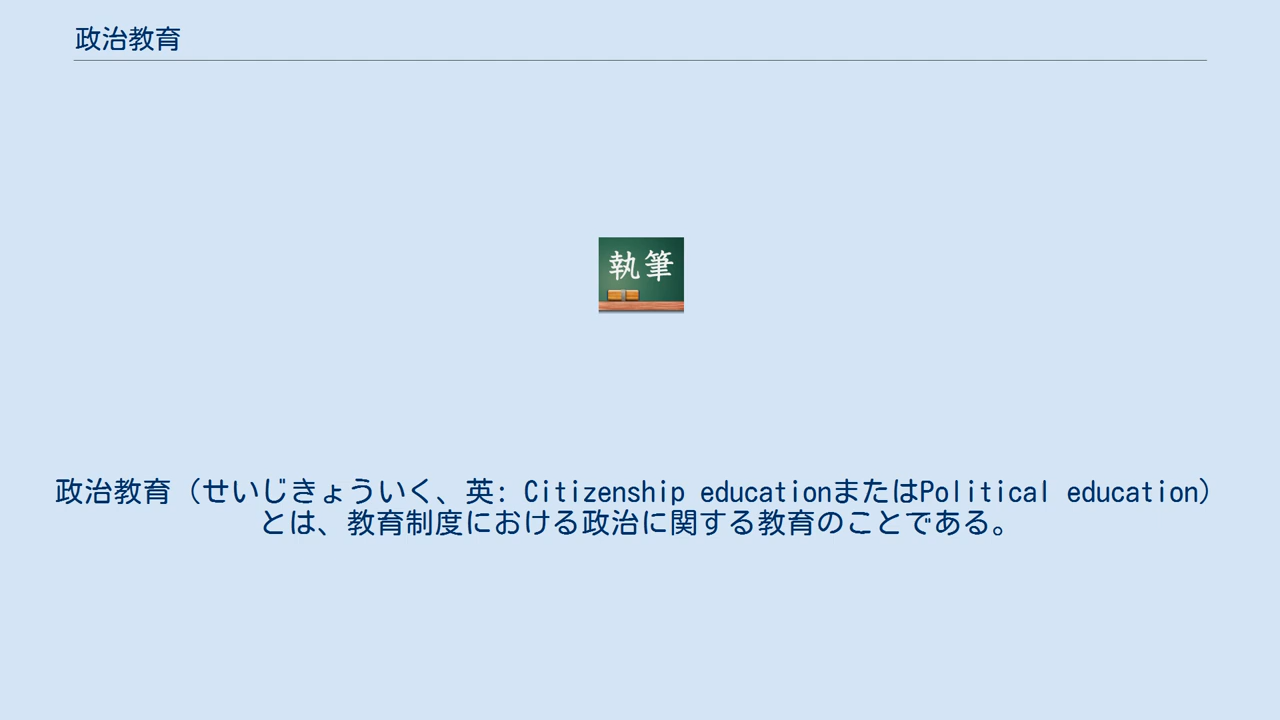 政治教育
執筆
政治教育（せいじきょういく、英: Citizenship educationまたはPolitical education）
とは、教育制度における政治に関する教育のことである。